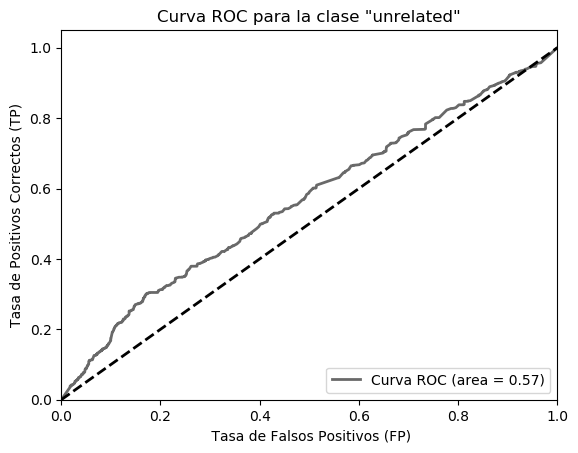 Curva ROC para la clase "unrelated"
Tasa de Positivos Correctos (TP)
1.0
0.8
0.6
0.4
0.2
0.0
0.0 0.2 0.4 0.6 0.8 1.0
Curva ROC (area = 0.57)
Tasa de Falsos Positivos (FP)